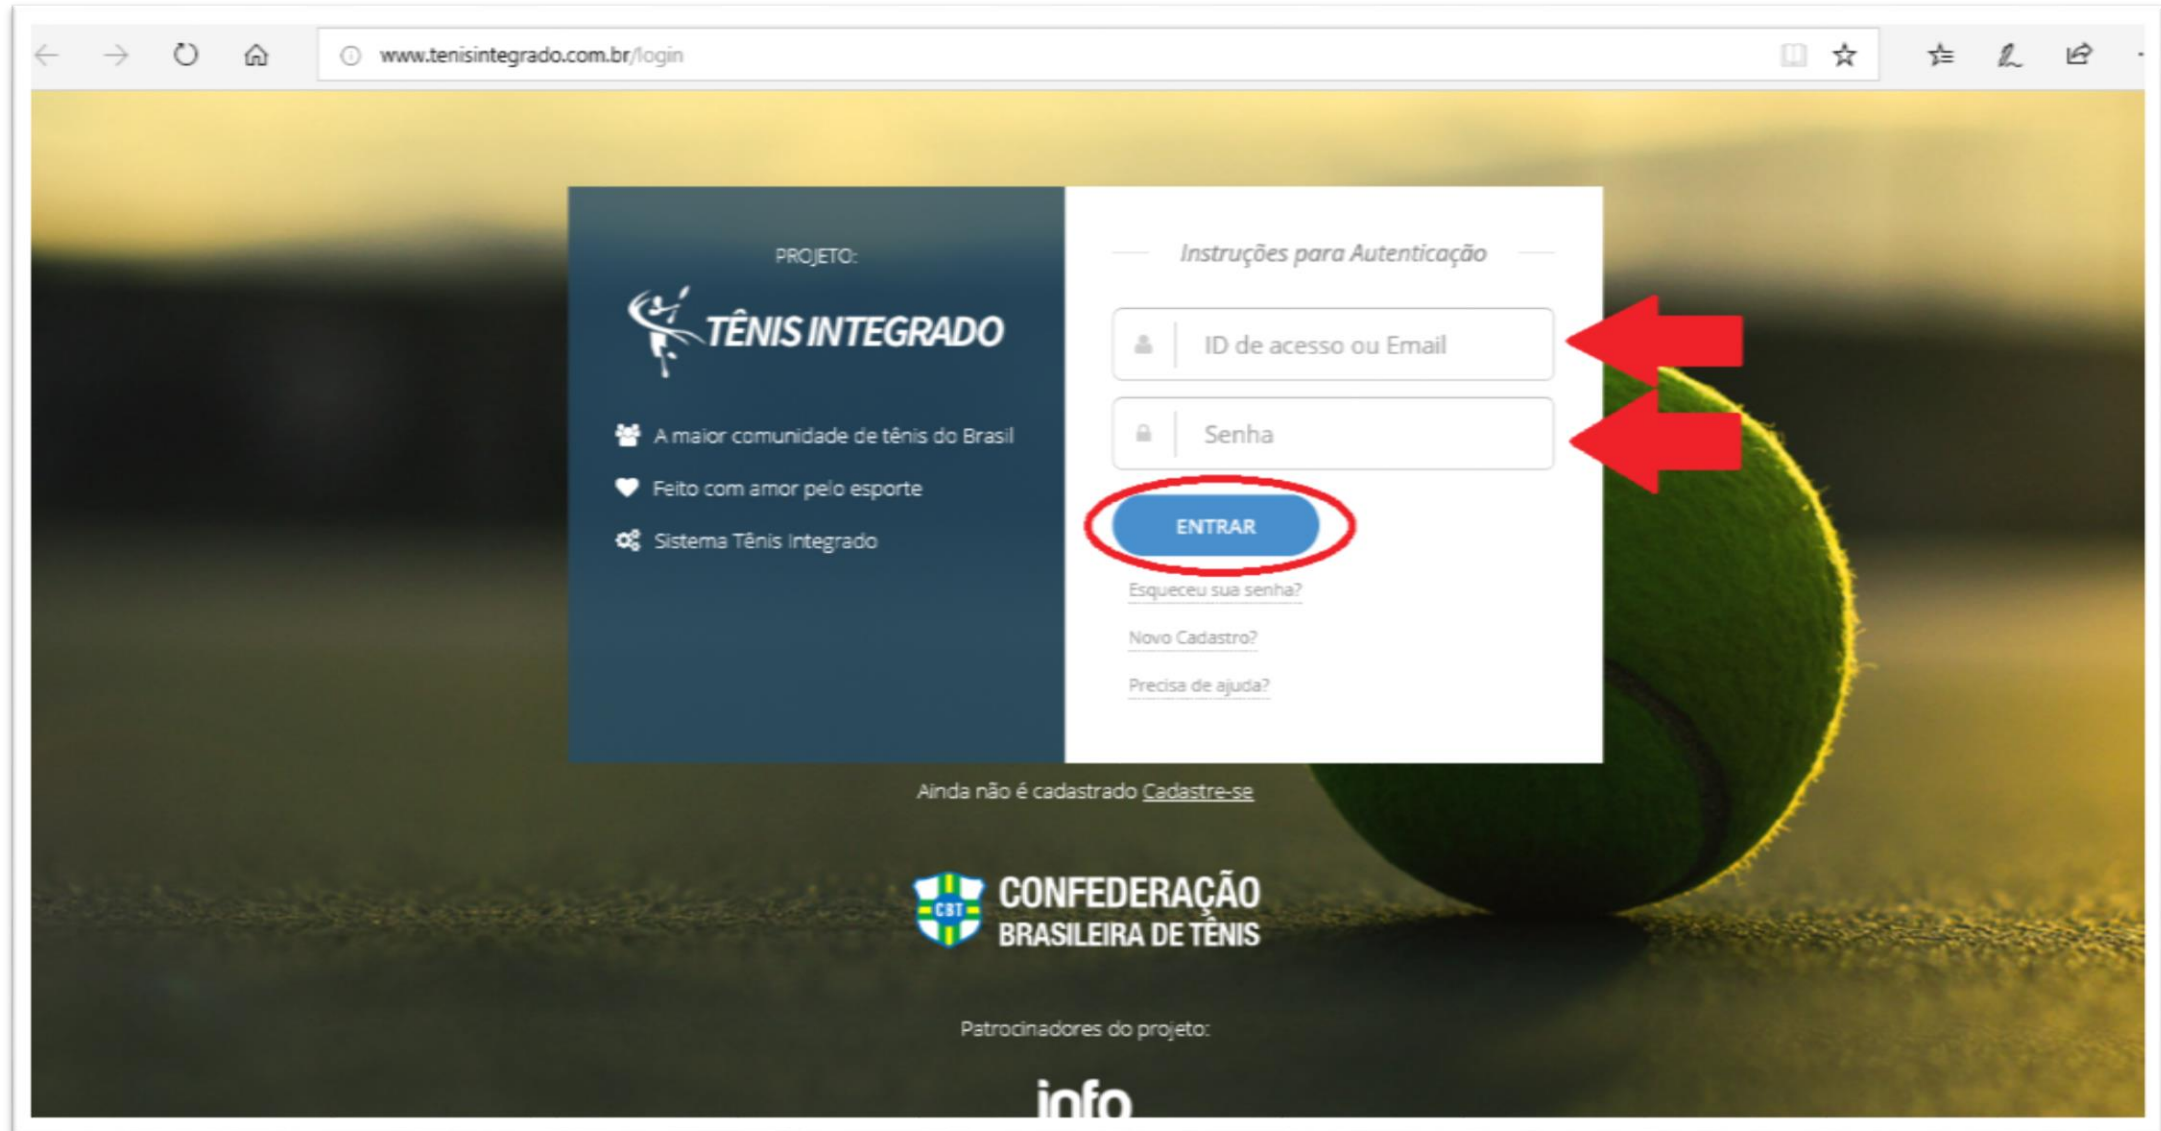 www.tenisintegrado.com.br/login
PROJETO:
TÊNIS INTEGRADO
A maior comunidade de tênis do Brasil
Feito com amor pelo esporte
Sistema Tênis Integrado
Instruções para Autenticação
ID de acesso ou Email
Senha
ENTRAR
Esqueceu sua senha?
Novo Cadastro?
Precisa de ajuda?
Ainda não é cadastrado Cadastre-se
CBT
CONFEDERAÇÃO
BRASILEIRA DE TÊNIS
Patrocinadores do projeto:
info